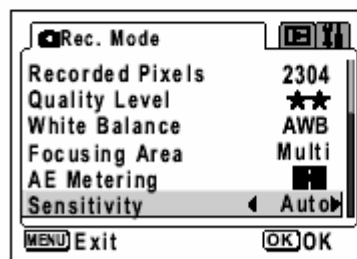 Rec. Mode
Recorded Pixels 2304
Quality Level ★★
White Balance AWB
Focusing Area Multi
AE Metering
Sensitivity Auto
MENU Exit OK OK